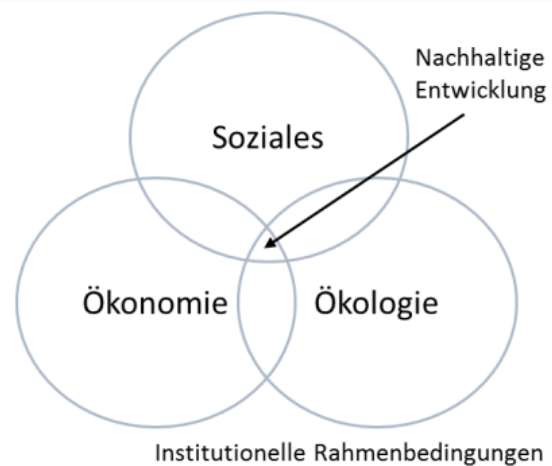 Nachhaltige
Entwicklung
Soziales
Ökonomie
Ökologie
Institutionelle Rahmenbedingungen